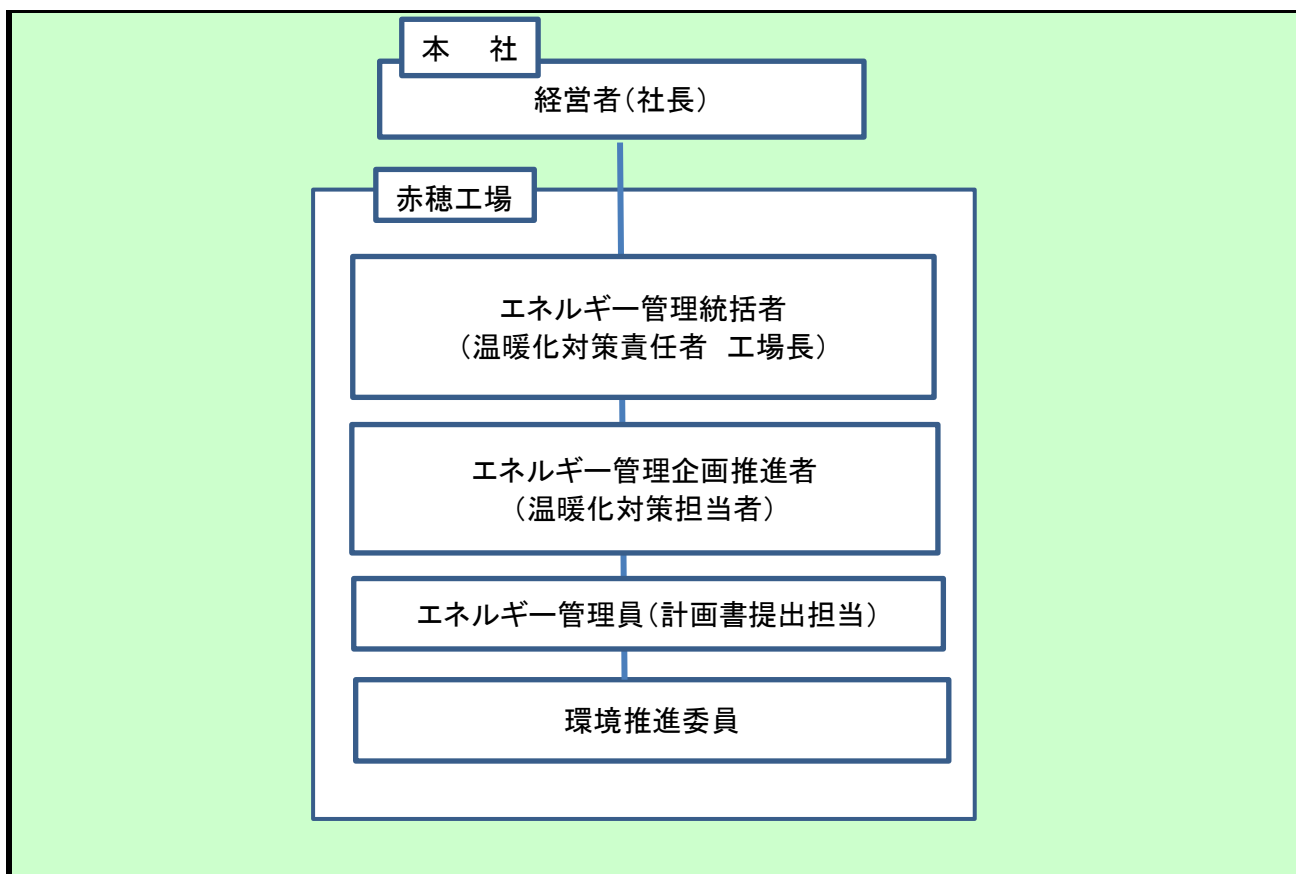 本　社
経営者（社長）
赤穂工場
エネルギー管理統括者
（温暖化対策責任者　工場長）
エネルギー管理企画推進者
（温暖化対策担当者）
エネルギー管理員（計画書提出担当）
環境推進委員